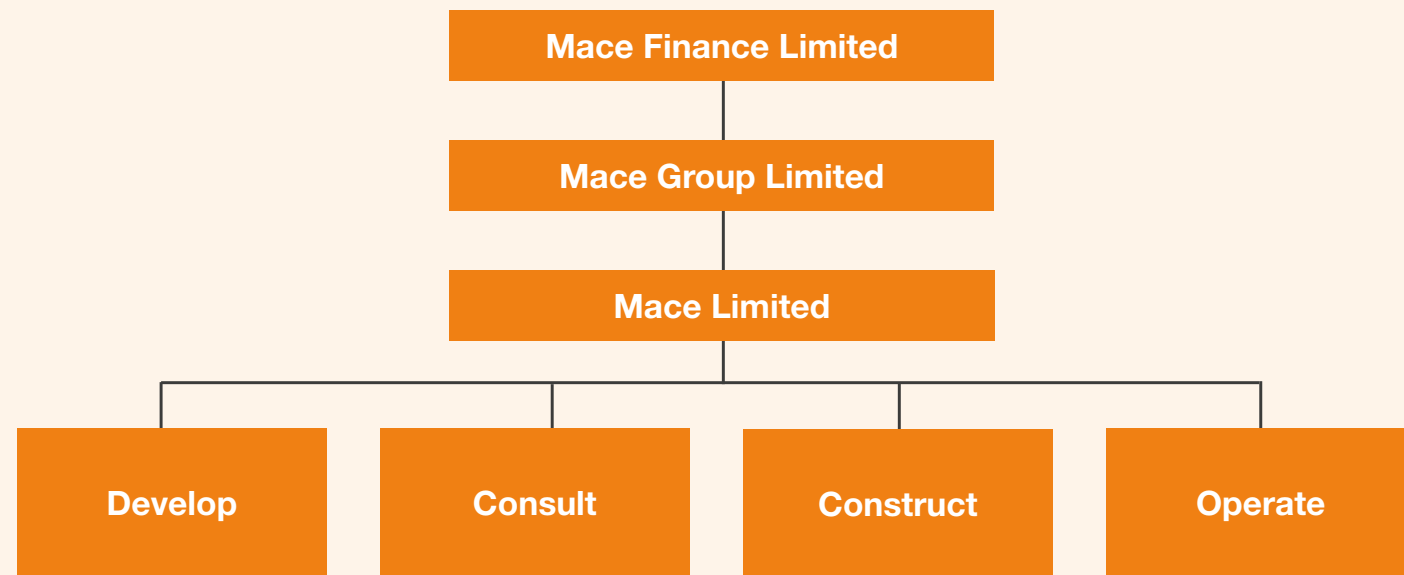 Mace Finance Limited
Mace Group Limited
Mace Limited
Develop
Consult
Construct
Operate